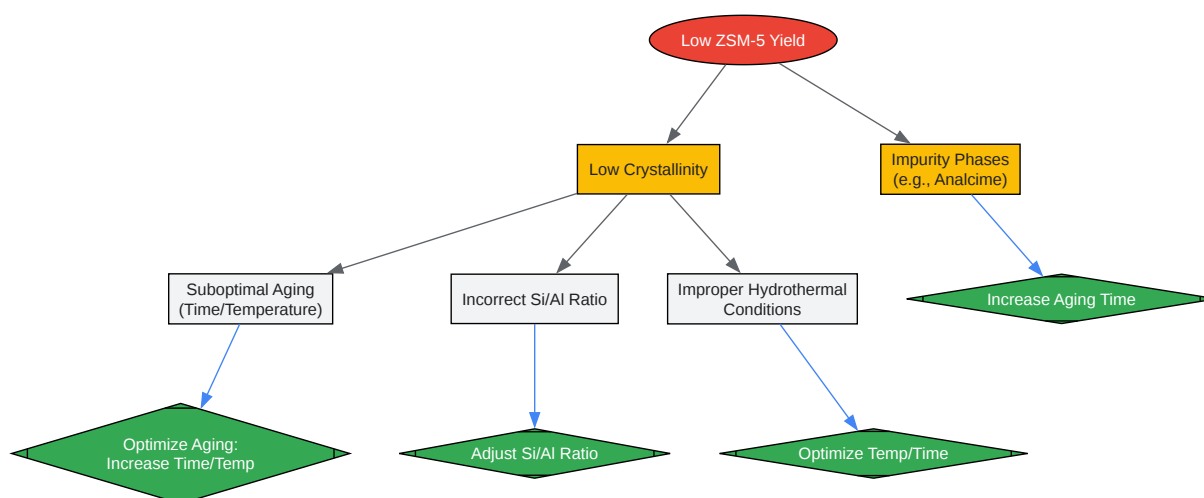 Low ZSM-5 Yield
Low Crystallinity
Impurity Phases
(e.g., Analcime)
Suboptimal Aging
(Time/Temperature)
Incorrect Si/Al Ratio
Improper Hydrothermal
Conditions
Increase Aging Time
Optimize Aging:
Increase Time/Temp
Adjust Si/Al Ratio
Optimize Temp/Time